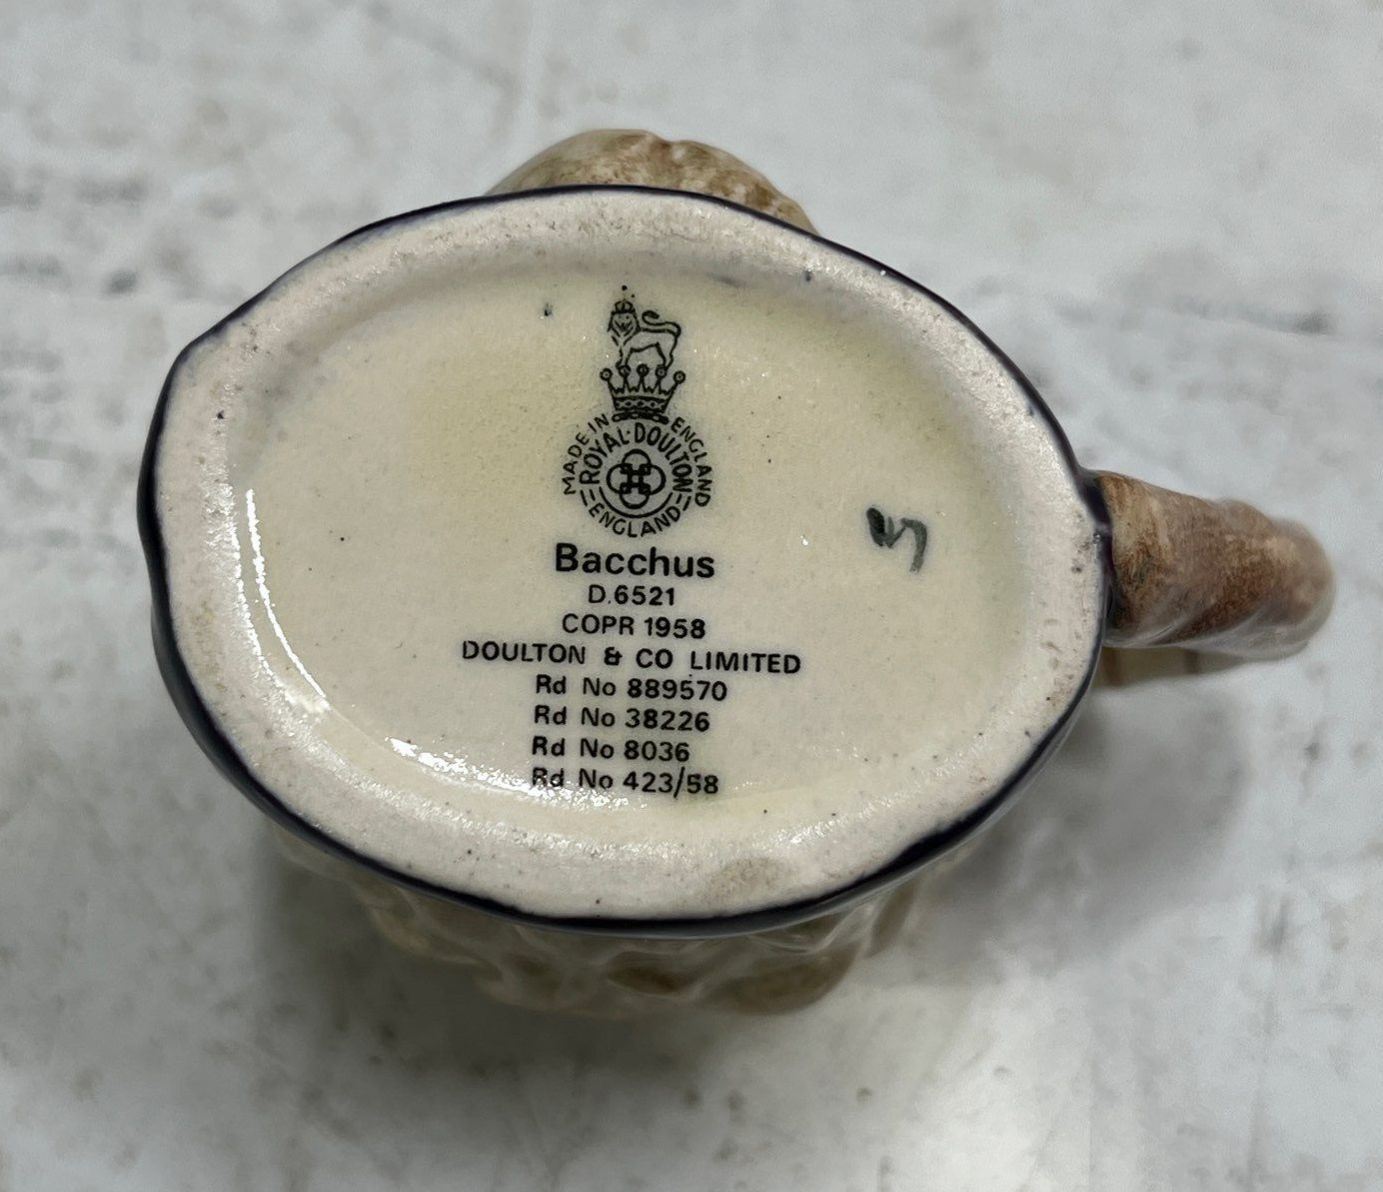 MADE IN ENGLAND
ROYAL·DOULTON
ENGLAND
Bacchus
D.6521
COPR 1958
DOULTON & CO LIMITED
Rd No 889570
Rd No 38226
Rd No 8036
Rd No 423/58